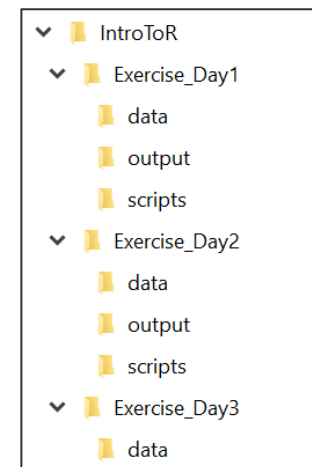 IntroToR
Exercise_Day1
data
output
scripts
Exercise_Day2
data
output
scripts
Exercise_Day3
data